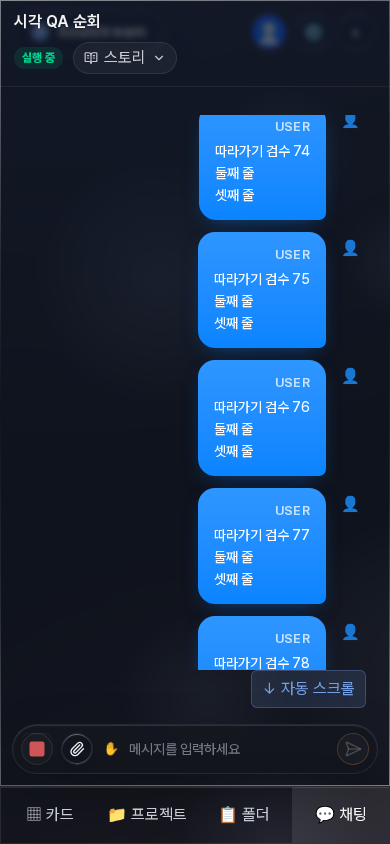 시각 QA 순회
실행 중
스토리
USER
따라가기 검수 74
둘째 줄
셋째 줄
USER
따라가기 검수 75
둘째 줄
셋째 줄
USER
따라가기 검수 76
둘째 줄
셋째 줄
USER
따라가기 검수 77
둘째 줄
셋째 줄
USER
따라가기 검수 78
↓ 자동 스크롤
메시지를 입력하세요
카드
프로젝트
폴더
채팅